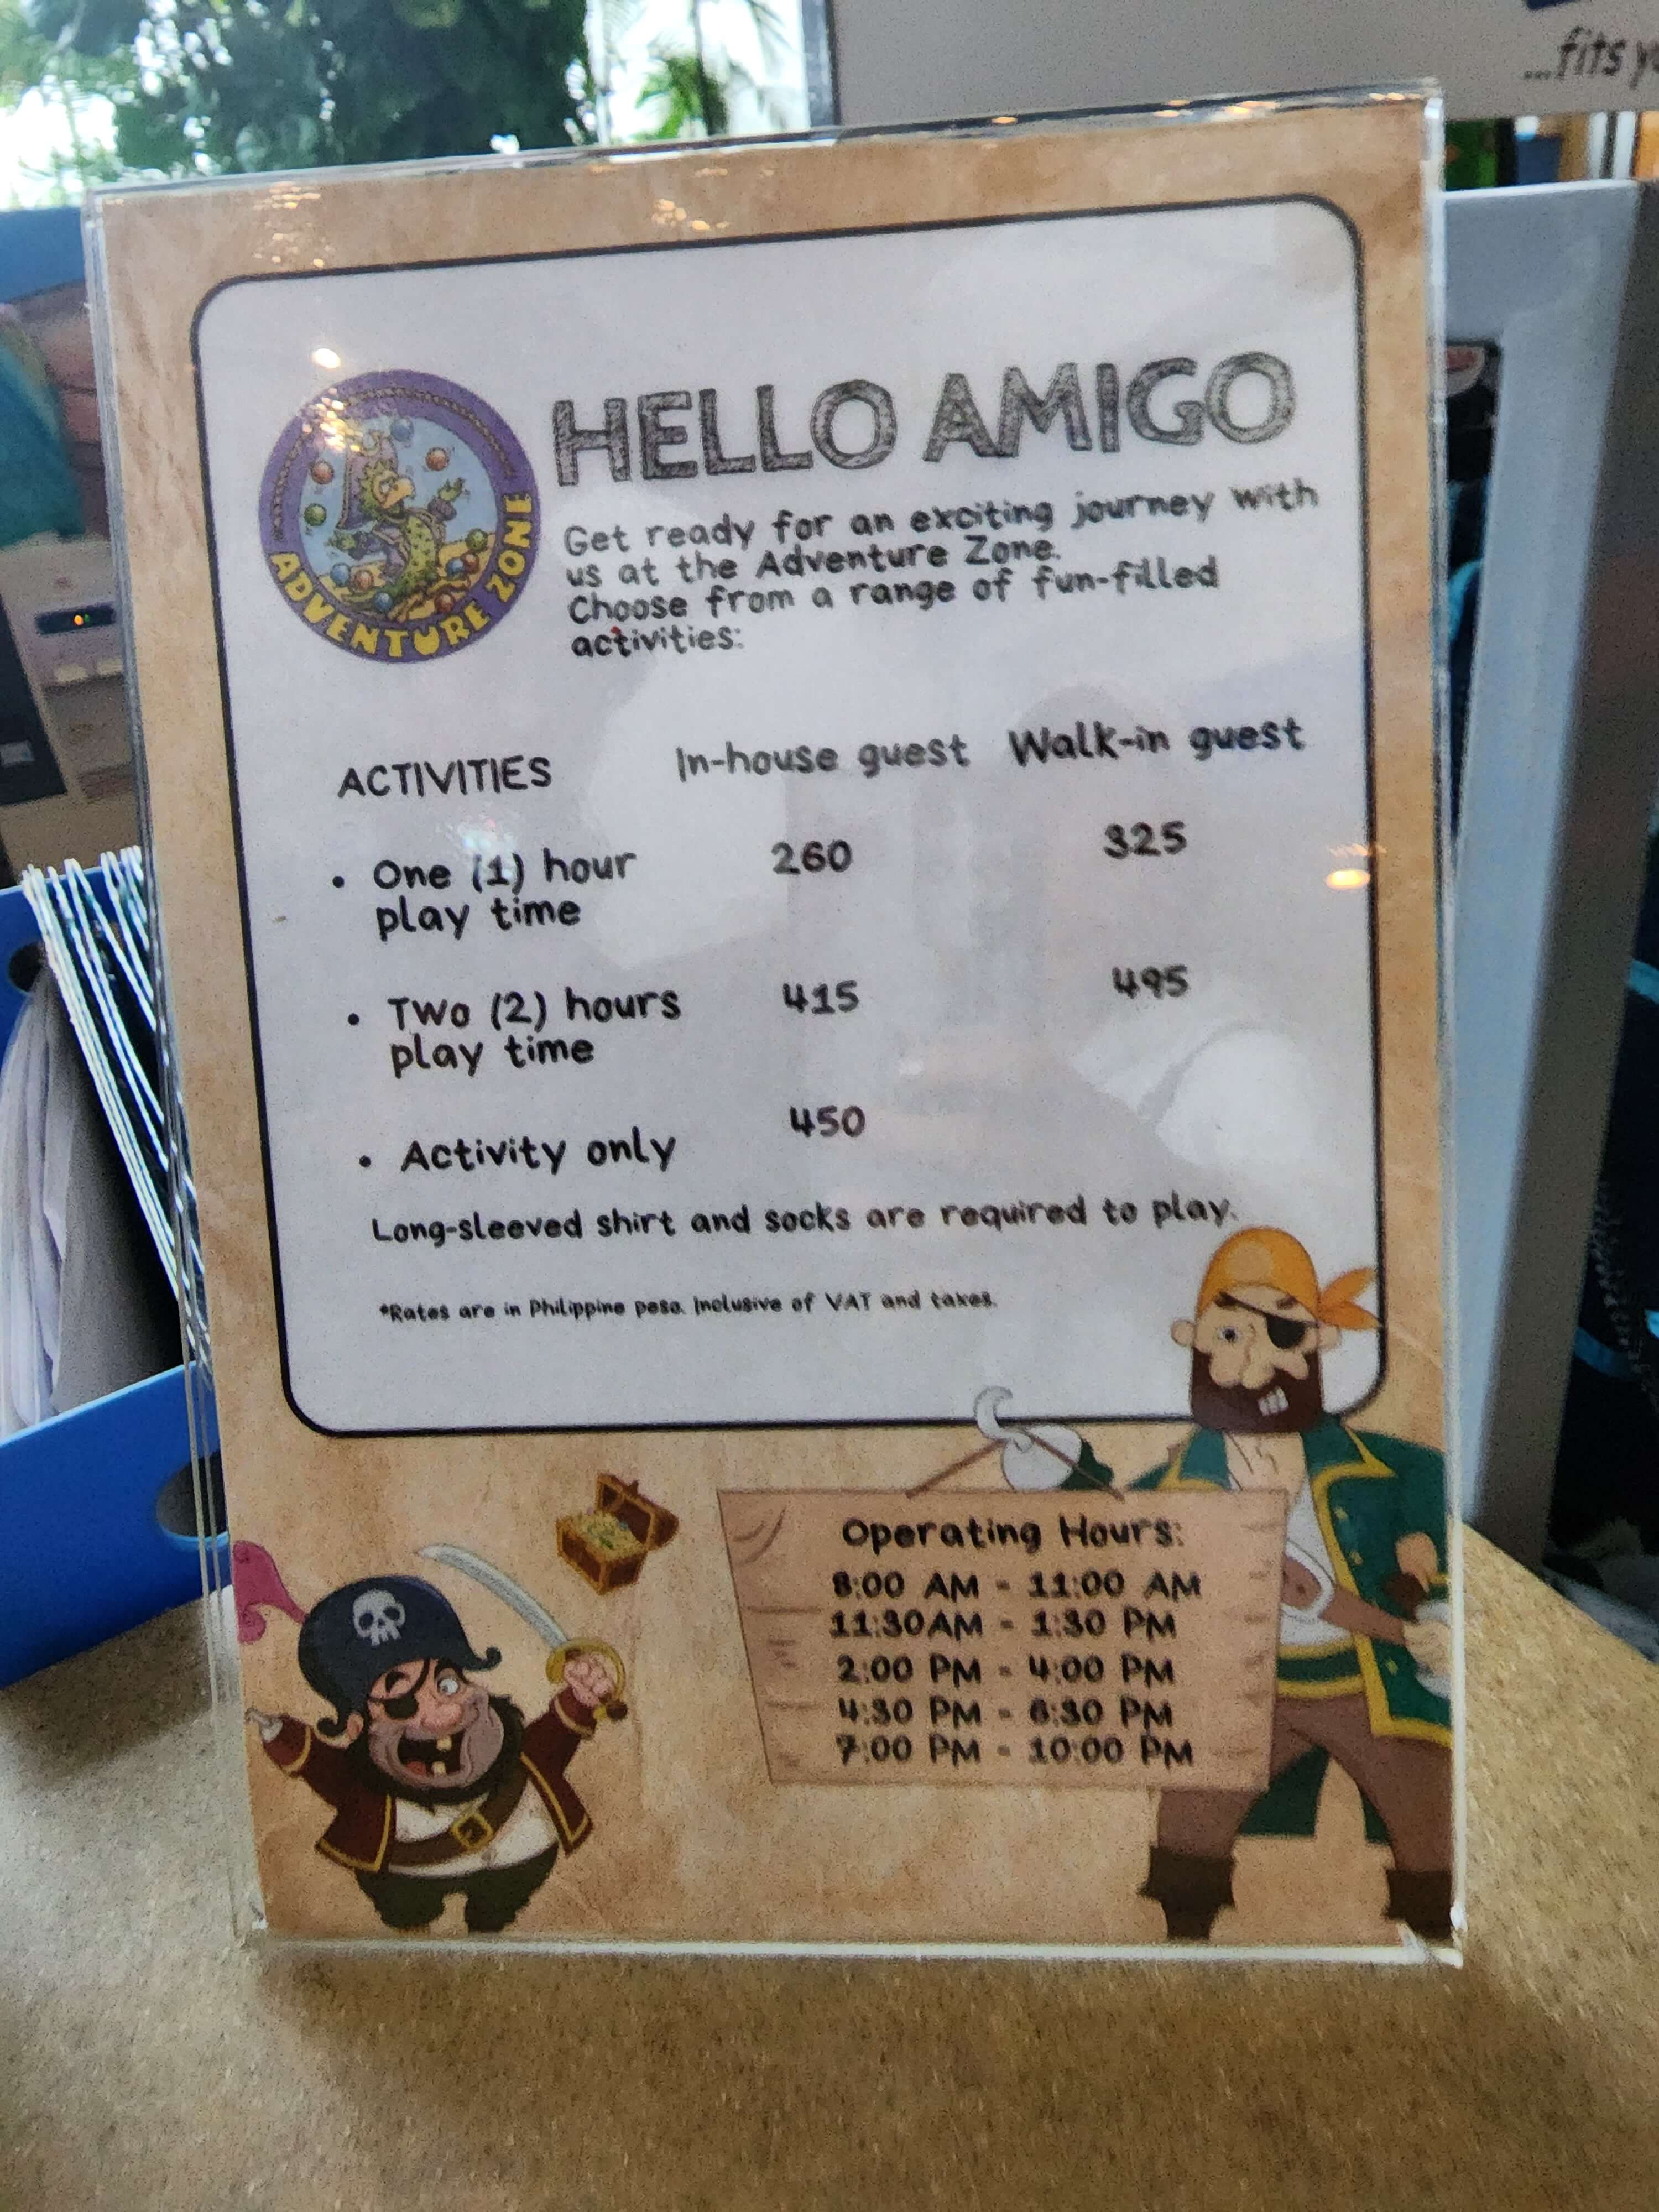 ...fits
ADVENTURE ZONE
HELLO AMIGO
Get ready for an exciting journey with
us at the Adventure Zone.
Choose from a range of fun-filled
activities:
ACTIVITIES In-house guest Walk-in guest
• One (1) hour 260 325
play time
• Two (2) hours 415 495
play time
• Activity only 450
Long-sleeved shirt and socks are required to play.
*Rates are in Philippine peso. Inclusive of VAT and taxes.
Operating Hours:
8:00 AM - 11:00 AM
11:30AM - 1:30 PM
2:00 PM - 4:00 PM
4:30 PM - 6:30 PM
7:00 PM - 10:00 PM